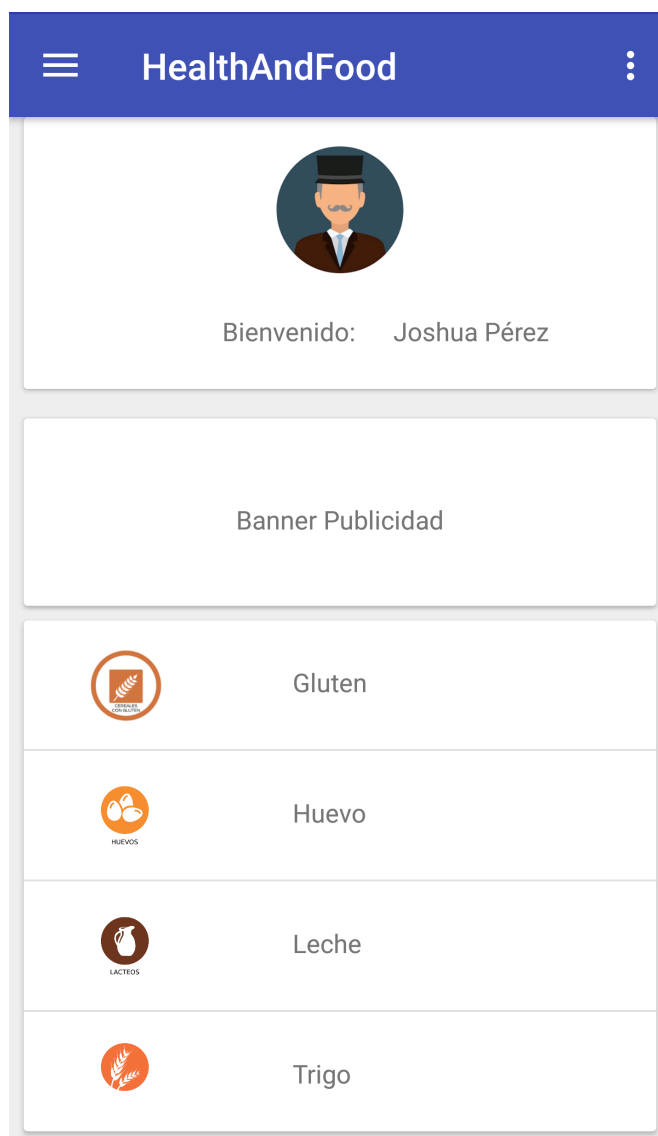 HealthAndFood
Bienvenido: Joshua Pérez
Banner Publicidad
CEREALES
CON GLUTEN
Gluten
HUEVOS
Huevo
LACTEOS
Leche
Trigo